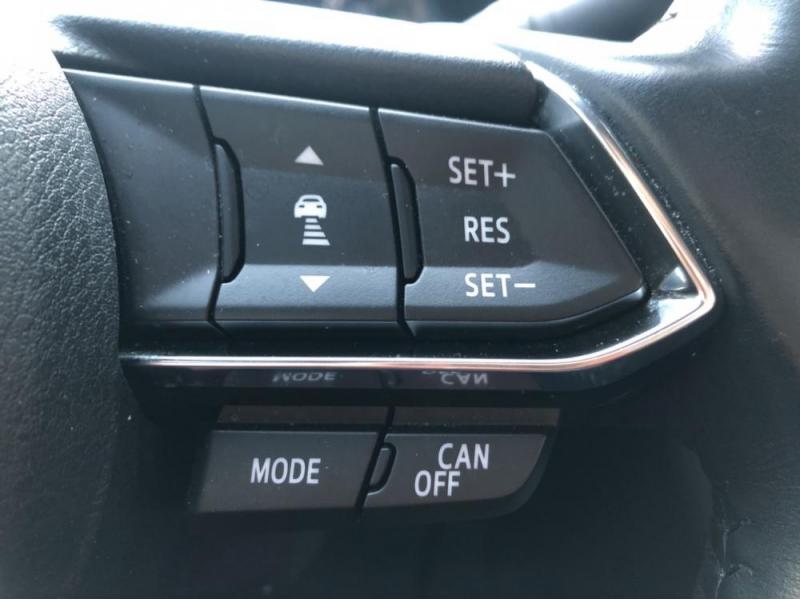 SET+
RES
SET−
MODE
CAN
OFF